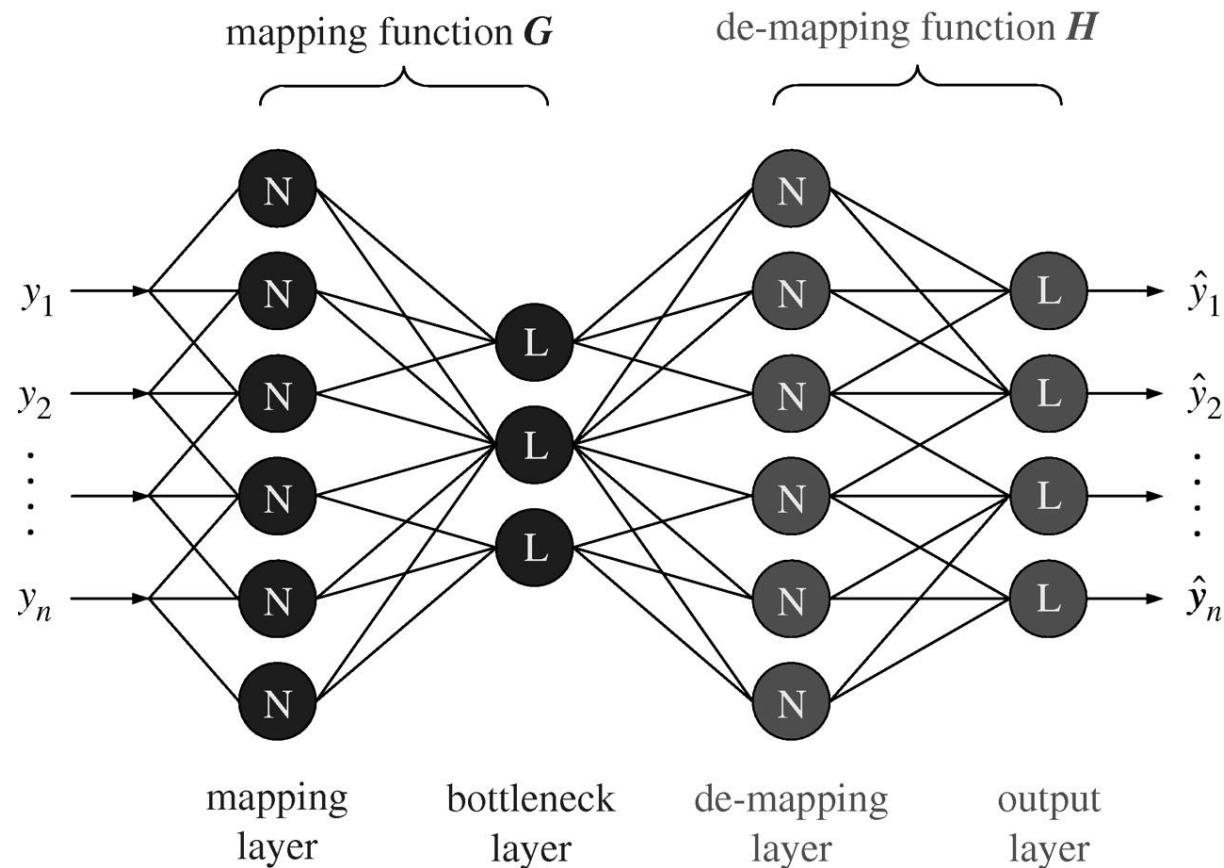 mapping function G
de-mapping function H
N N
y₁ N N L ŷ₁
L
y₂ N N L ŷ₂
L
N N L
L
yₙ N N L ŷₙ
N N
mapping layer
bottleneck layer
de-mapping layer
output layer